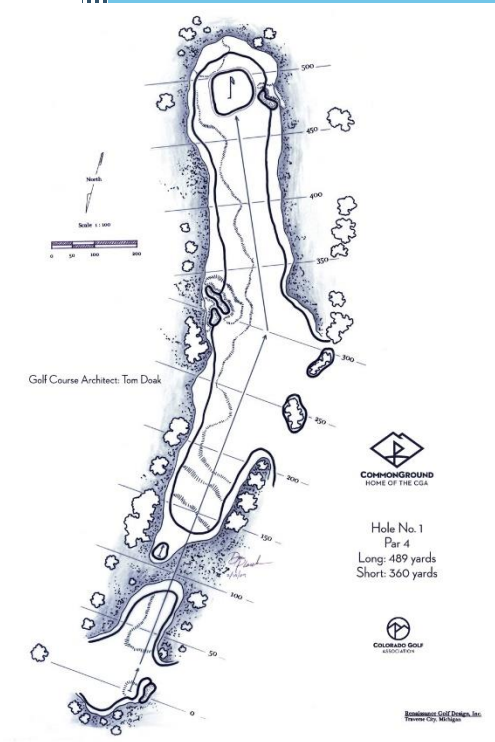 500
450
North
400
Scale 1 : 100
0 50 100 200
350
300
Golf Course Architect: Tom Doak
250
COMMONGROUND
HOME OF THE CGA
200
Hole No. 1
Par 4
Long: 489 yards
Short: 360 yards
150
100
COLORADO GOLF
ASSOCIATION
50
0
Renaissance Golf Design, Inc.
Traverse City, Michigan